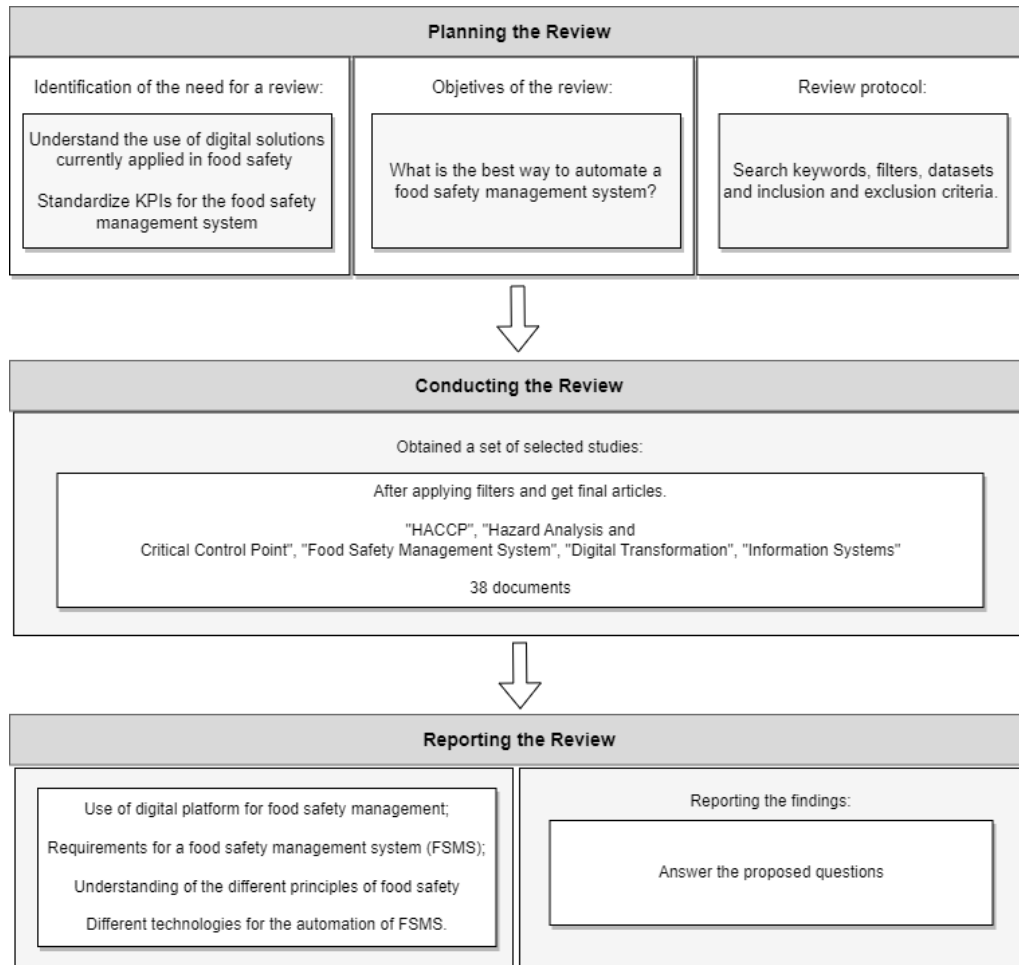 Planning the Review
Identification of the need for a review:
Understand the use of digital solutions
currently applied in food safety
Standardize KPIs for the food safety
management system
Objetives of the review:
What is the best way to automate a
food safety management system?
Review protocol:
Search keywords, filters, datasets
and inclusion and exclusion criteria.
Conducting the Review
Obtained a set of selected studies:
After applying filters and get final articles.
"HACCP", "Hazard Analysis and
Critical Control Point", "Food Safety Management System", "Digital Transformation", "Information Systems"
38 documents
Reporting the Review
Use of digital platform for food safety management;
Requirements for a food safety management system (FSMS);
Understanding of the different principles of food safety
Different technologies for the automation of FSMS.
Reporting the findings:
Answer the proposed questions